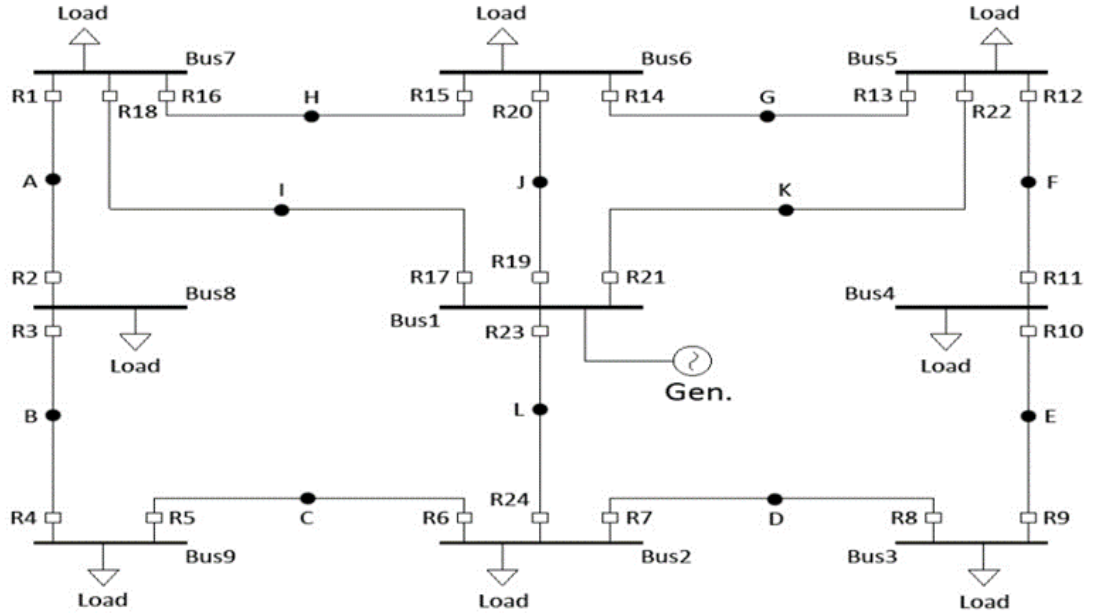 Load Load Load
Bus7 Bus6 Bus5
R1 R18 R16 H R15 R20 R14 G R13 R22 R12
A I J K F
R2 R17 R19 R21 R11
Bus8 Bus1 Bus4
R3 R23 R10
Load Gen. Load
B L E
R4 R5 C R6 R24 R7 D R8 R9
Bus9 Bus2 Bus3
Load Load Load